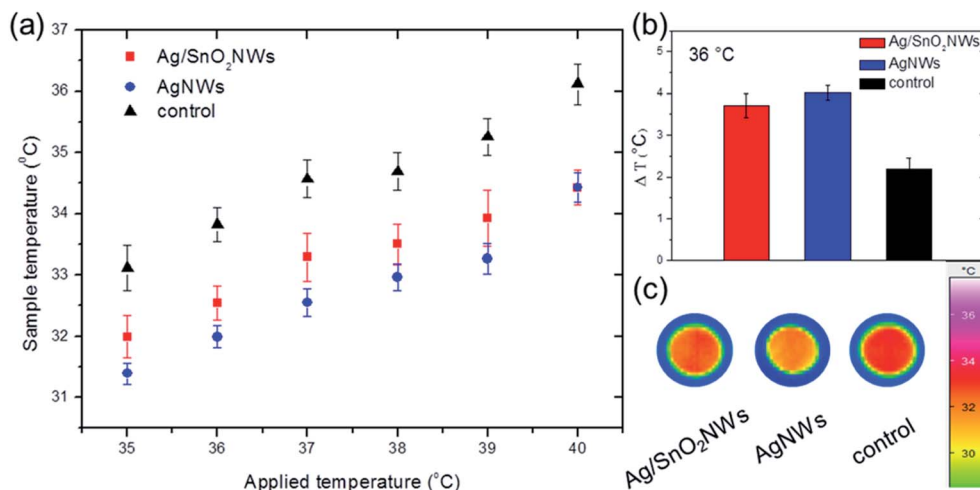 (a)
37
36
35
34
33
32
31
Sample temperature (⁰C)
Ag/SnO₂NWs
AgNWs
control
35 36 37 38 39 40
Applied temperature (°C)
(b)
36 °C
Ag/SnO₂NWs
AgNWs
control
5
4
3
2
1
0
Δ T (°C)
(c)
Ag/SnO₂NWs
AgNWs
control
°C
36
34
32
30